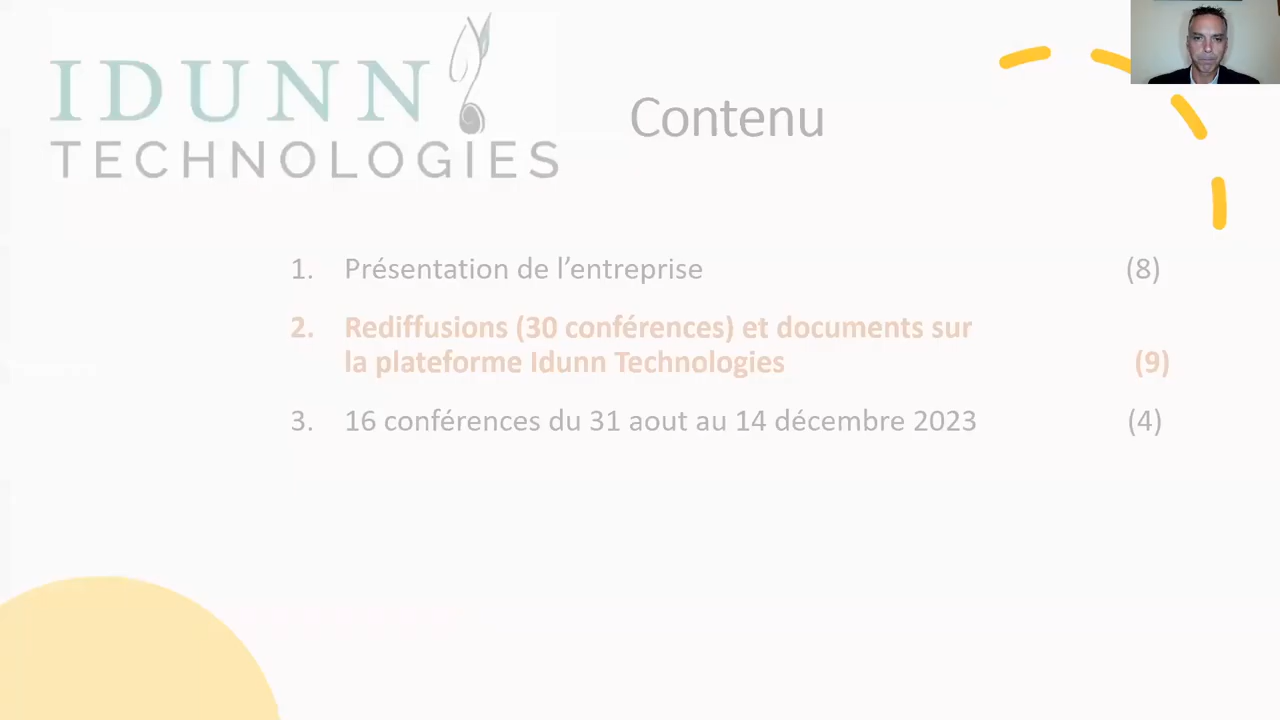 IDUNN
TECHNOLOGIES
Contenu
1. Présentation de l’entreprise (8)
2. Rediffusions (30 conférences) et documents sur
la plateforme Idunn Technologies (9)
3. 16 conférences du 31 aout au 14 décembre 2023 (4)